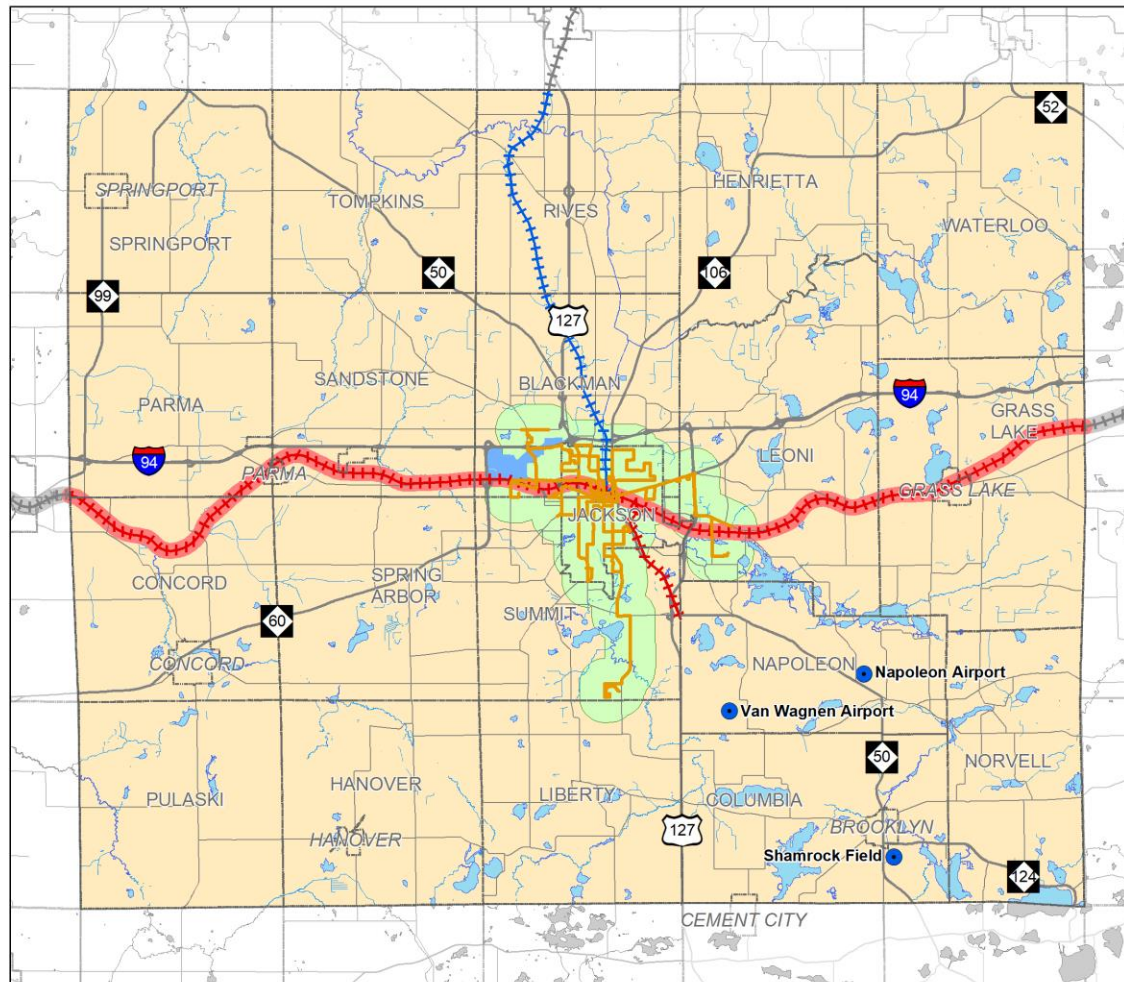 52
HENRIETTA
SPRINGPORT
TOMPKINS
RIVES
WATERLOO
SPRINGPORT
50
106
99
127
SANDSTONE
BLACKMAN
94
PARMA
GRASS
LAKE
LEONI
94
PARMA
GRASS LAKE
JACKSON
CONCORD
SPRING
ARBOR
SUMMIT
60
CONCORD
NAPOLEON
Napoleon Airport
Van Wagnen Airport
50
NORVELL
HANOVER
PULASKI
LIBERTY
COLUMBIA
127
BROOKLYN
HANOVER
Shamrock Field
124
CEMENT CITY